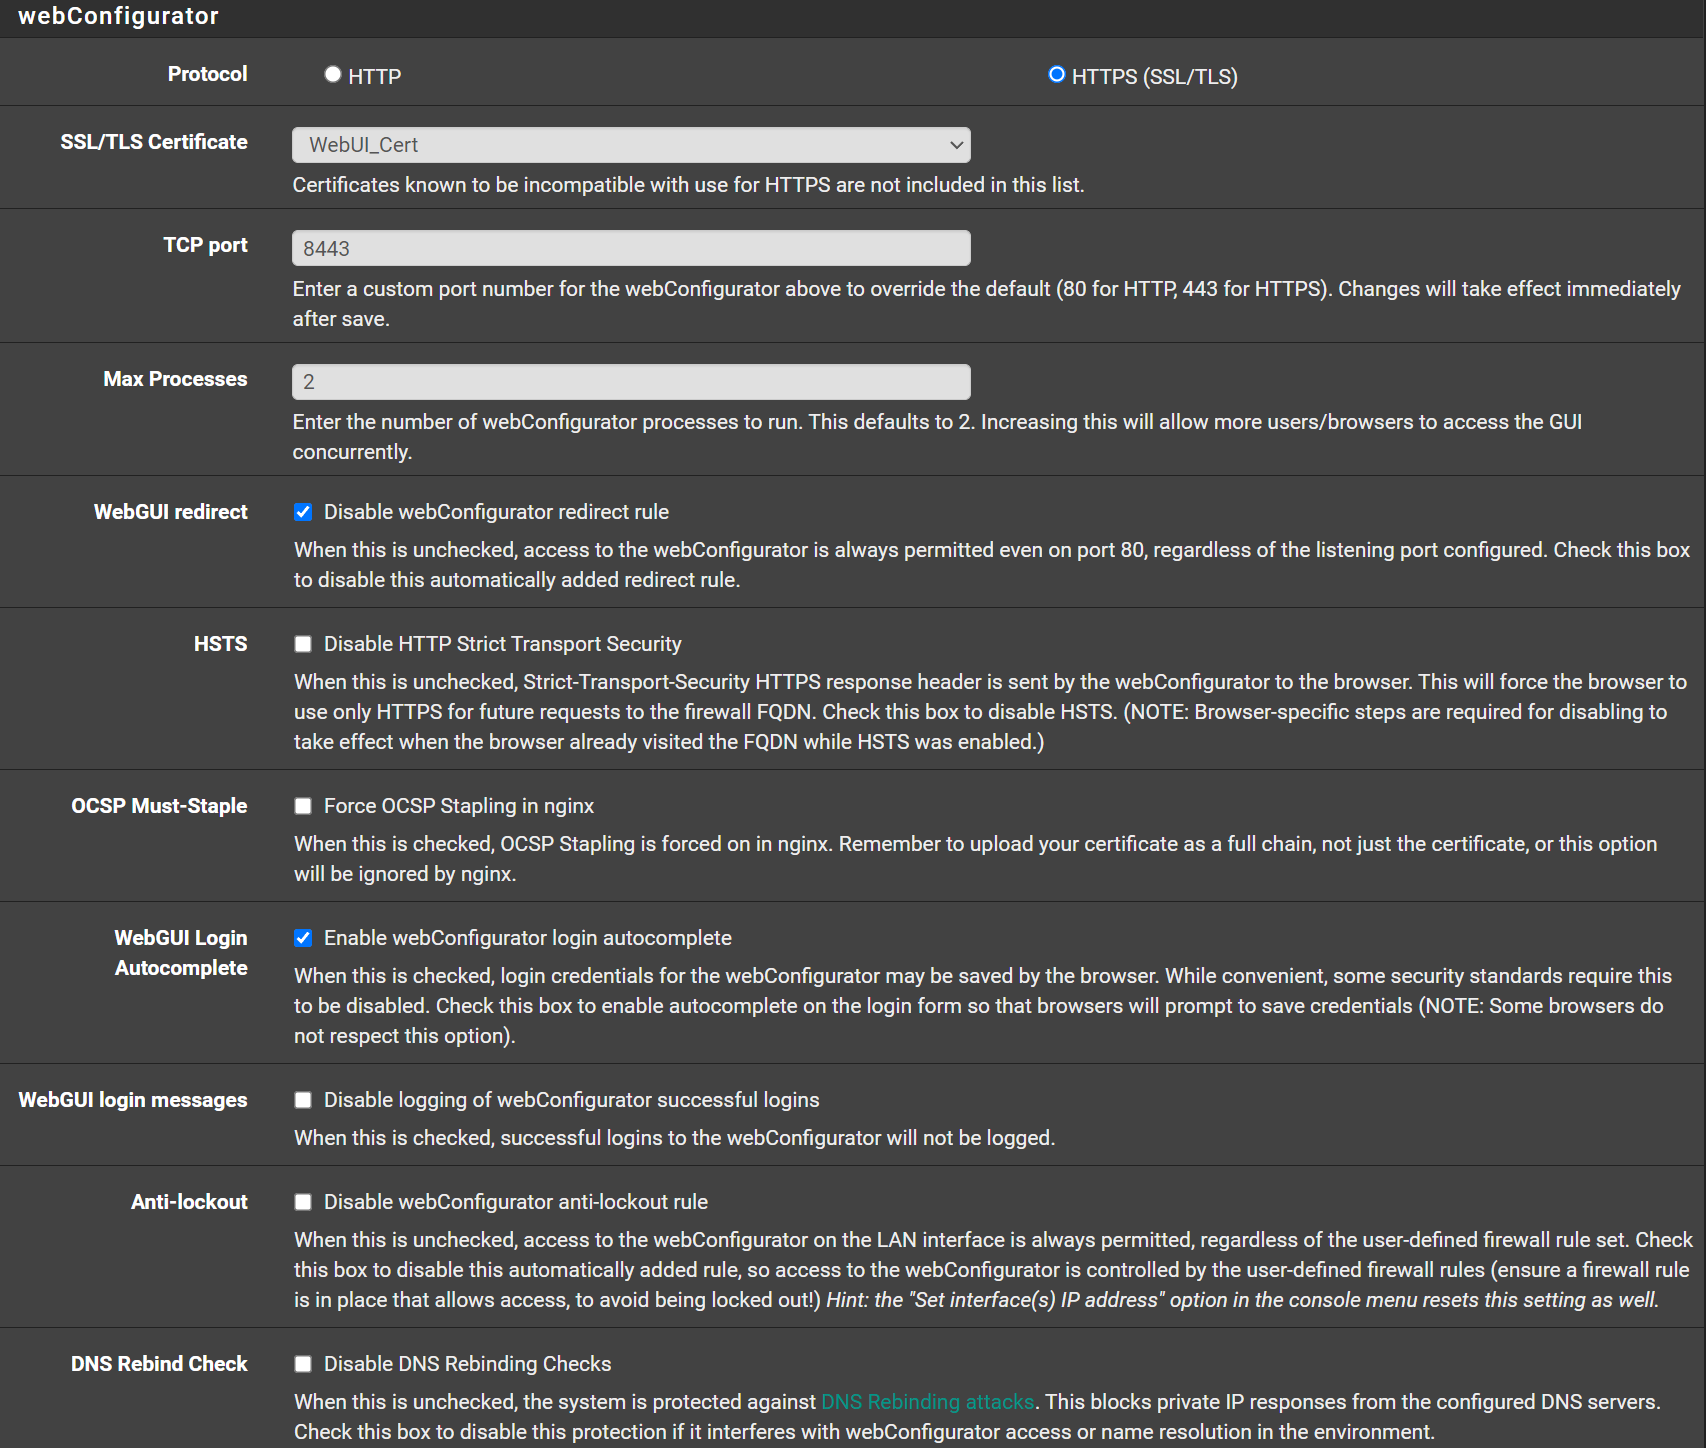 webConfigurator
Protocol
HTTP
HTTPS (SSL/TLS)
SSL/TLS Certificate
WebUI_Cert
Certificates known to be incompatible with use for HTTPS are not included in this list.
TCP port
8443
Enter a custom port number for the webConfigurator above to override the default (80 for HTTP, 443 for HTTPS). Changes will take effect immediately
after save.
Max Processes
2
Enter the number of webConfigurator processes to run. This defaults to 2. Increasing this will allow more users/browsers to access the GUI
concurrently.
WebGUI redirect
Disable webConfigurator redirect rule
When this is unchecked, access to the webConfigurator is always permitted even on port 80, regardless of the listening port configured. Check this box
to disable this automatically added redirect rule.
HSTS
Disable HTTP Strict Transport Security
When this is unchecked, Strict-Transport-Security HTTPS response header is sent by the webConfigurator to the browser. This will force the browser to
use only HTTPS for future requests to the firewall FQDN. Check this box to disable HSTS. (NOTE: Browser-specific steps are required for disabling to
take effect when the browser already visited the FQDN while HSTS was enabled.)
OCSP Must-Staple
Force OCSP Stapling in nginx
When this is checked, OCSP Stapling is forced on in nginx. Remember to upload your certificate as a full chain, not just the certificate, or this option
will be ignored by nginx.
WebGUI Login
Autocomplete
Enable webConfigurator login autocomplete
When this is checked, login credentials for the webConfigurator may be saved by the browser. While convenient, some security standards require this
to be disabled. Check this box to enable autocomplete on the login form so that browsers will prompt to save credentials (NOTE: Some browsers do
not respect this option).
WebGUI login messages
Disable logging of webConfigurator successful logins
When this is checked, successful logins to the webConfigurator will not be logged.
Anti-lockout
Disable webConfigurator anti-lockout rule
When this is unchecked, access to the webConfigurator on the LAN interface is always permitted, regardless of the user-defined firewall rule set. Check
this box to disable this automatically added rule, so access to the webConfigurator is controlled by the user-defined firewall rules (ensure a firewall rule
is in place that allows access, to avoid being locked out!) Hint: the "Set interface(s) IP address" option in the console menu resets this setting as well.
DNS Rebind Check
Disable DNS Rebinding Checks
When this is unchecked, the system is protected against DNS Rebinding attacks. This blocks private IP responses from the configured DNS servers.
Check this box to disable this protection if it interferes with webConfigurator access or name resolution in the environment.